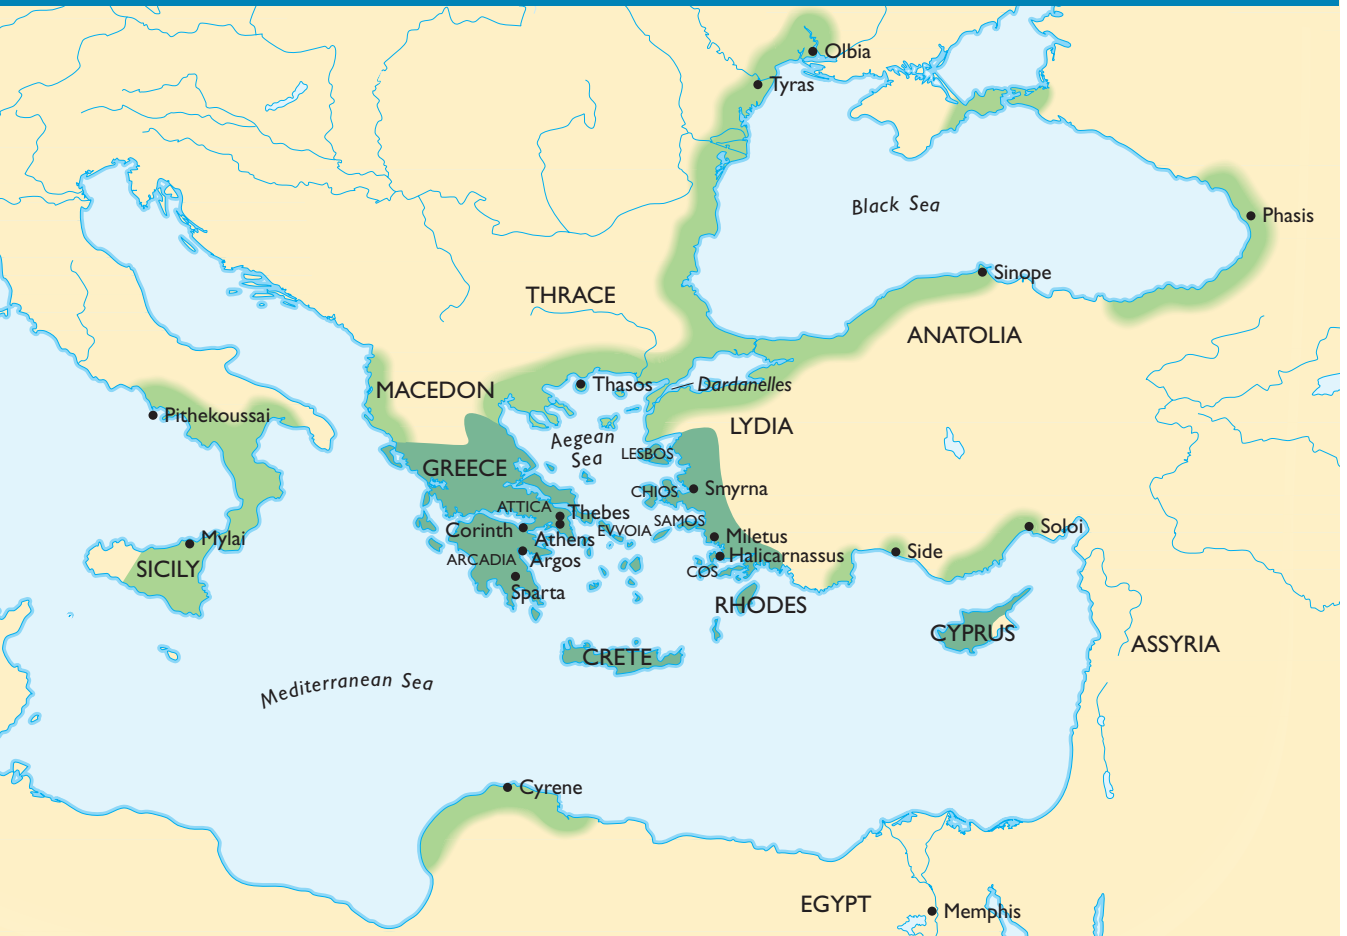 Olbia
Tyras
Black Sea
Phasis
Sinope
THRACE
ANATOLIA
MACEDON
Thasos
Dardanelles
Pithekoussai
LYDIA
Aegean
Sea
LESBOS
GREECE
CHIOS
Smyrna
ATTICA
Thebes
SAMOS
Soloi
Corinth
EVVOIA
Mylai
Athens
Miletus
Side
Halicarnassus
ARCADIA
Argos
SICILY
COS
Sparta
RHODES
CYPRUS
ASSYRIA
CRETE
Mediterranean Sea
Cyrene
EGYPT
Memphis